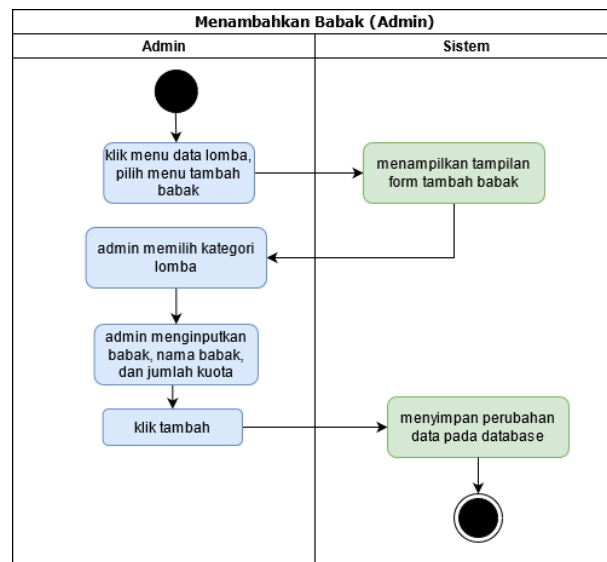 Menambahkan Babak (Admin)
Admin
Sistem
klik menu data lomba,
pilih menu tambah
babak
menampilkan tampilan
form tambah babak
admin memilih kategori
lomba
admin menginputkan
babak, nama babak,
dan jumlah kuota
klik tambah
menyimpan perubahan
data pada database